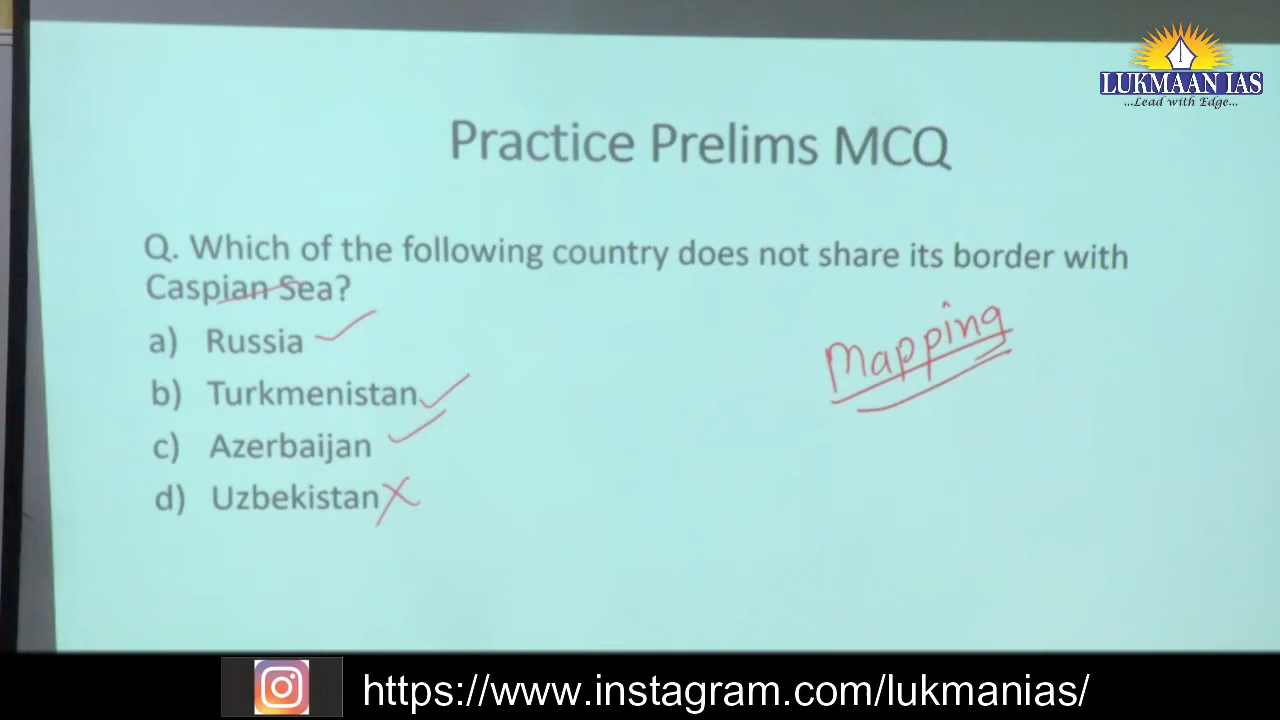 LUKMAAN IAS
...Lead with Edge...
Practice Prelims MCQ
Q. Which of the following country does not share its border with
Caspian Sea?
a) Russia
b) Turkmenistan
c) Azerbaijan
d) Uzbekistan
Mapping
https://www.instagram.com/lukmanias/